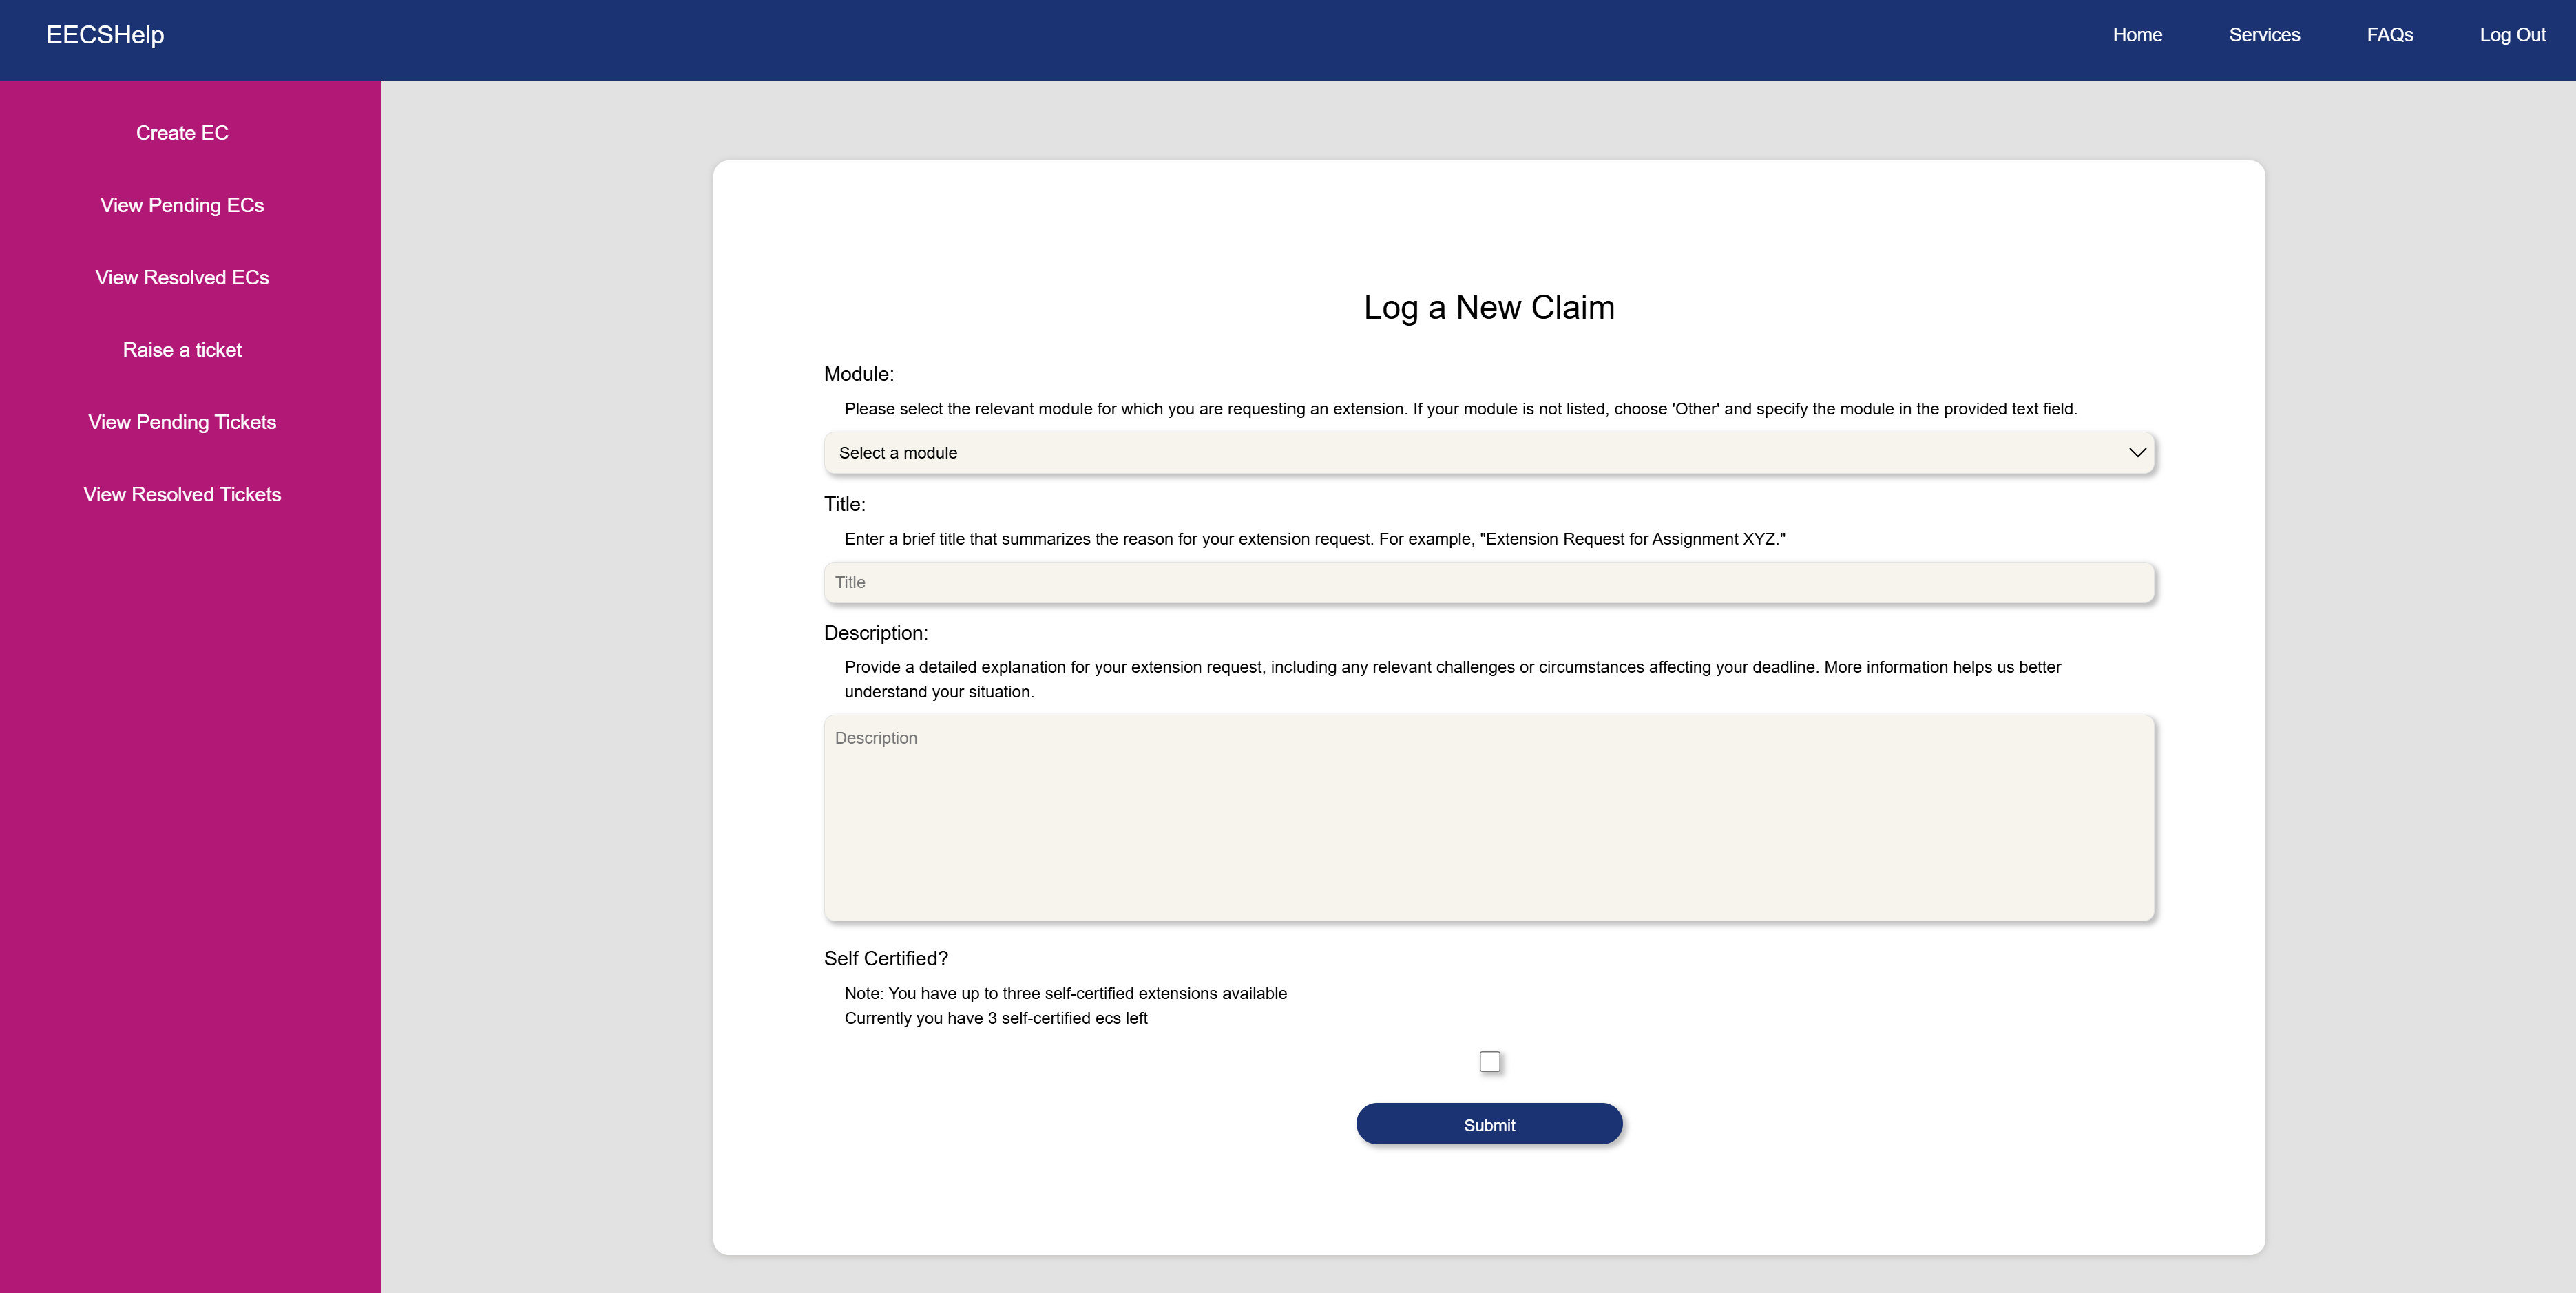 EECSHelp
Home
Services
FAQs
Log Out
Create EC
View Pending ECs
View Resolved ECs
Raise a ticket
View Pending Tickets
View Resolved Tickets
Log a New Claim
Module:
Please select the relevant module for which you are requesting an extension. If your module is not listed, choose 'Other' and specify the module in the provided text field.
Select a module
Title:
Enter a brief title that summarizes the reason for your extension request. For example, "Extension Request for Assignment XYZ."
Title
Description:
Provide a detailed explanation for your extension request, including any relevant challenges or circumstances affecting your deadline. More information helps us better
understand your situation.
Description
Self Certified?
Note: You have up to three self-certified extensions available
Currently you have 3 self-certified ecs left
Submit